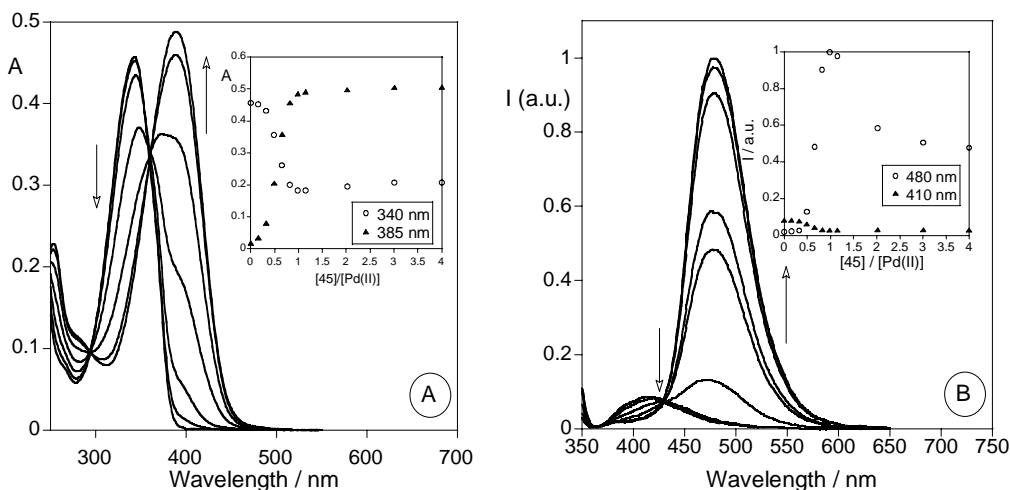 0.5
A
0.4
0.3
0.2
0.1
0
300 400 500 600 700
Wavelength / nm
A
0.6
0.5
0.4
0.3
0.2
0.1
0
A
0 0.5 1 1.5 2 2.5 3 3.5 4
[45]/[Pd(II)]
340 nm
385 nm
1
I (a.u.)
0.8
0.6
0.4
0.2
0
350 400 450 500 550 600 650 700 750
Wavelength / nm
B
1
0.8
0.6
0.4
0.2
0
I / a.u.
0 0.5 1 1.5 2 2.5 3 3.5 4
[45] / [Pd(II)]
480 nm
410 nm